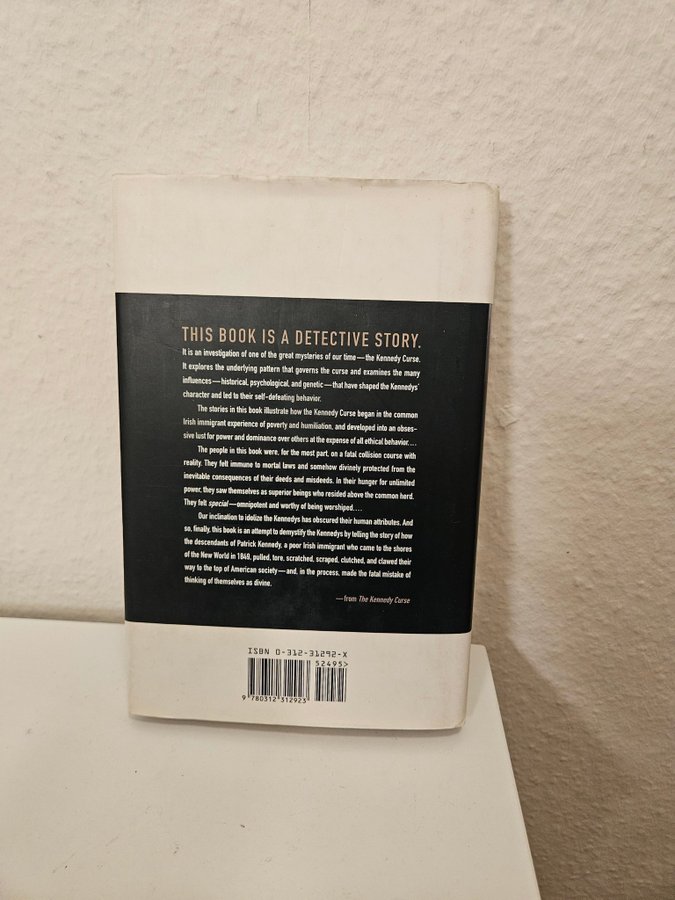 THIS BOOK IS A DETECTIVE STORY.
It is an investigation of one of the great mysteries of our time—the Kennedy Curse.
It explores the underlying pattern that governs the curse and examines the many
influences—historical, psychological, and genetic—that have shaped the Kennedys'
character and led to their self-defeating behavior.
The stories in this book illustrate how the Kennedy Curse began in the common
Irish immigrant experience of poverty and humiliation, and developed into an obses-
sive lust for power and dominance over others at the expense of all ethical behavior....
The people in this book were, for the most part, on a fatal collision course with
reality. They felt immune to mortal laws and somehow divinely protected from the
inevitable consequences of their deeds and misdeeds. In their hunger for unlimited
power, they saw themselves as superior beings who resided above the common herd.
They felt special—omnipotent and worthy of being worshiped....
Our inclination to idolize the Kennedys has obscured their human attributes. And
so, finally, this book is an attempt to demystify the Kennedys by telling the story of how
the descendants of Patrick Kennedy, a poor Irish immigrant who came to the shores
of the New World in 1849, pulled, tore, scratched, scraped, clutched, and clawed their
way to the top of American society—and, in the process, made the fatal mistake of
thinking of themselves as divine.
—from The Kennedy Curse
ISBN 0-312-31292-X
52495>
9 780312 312923